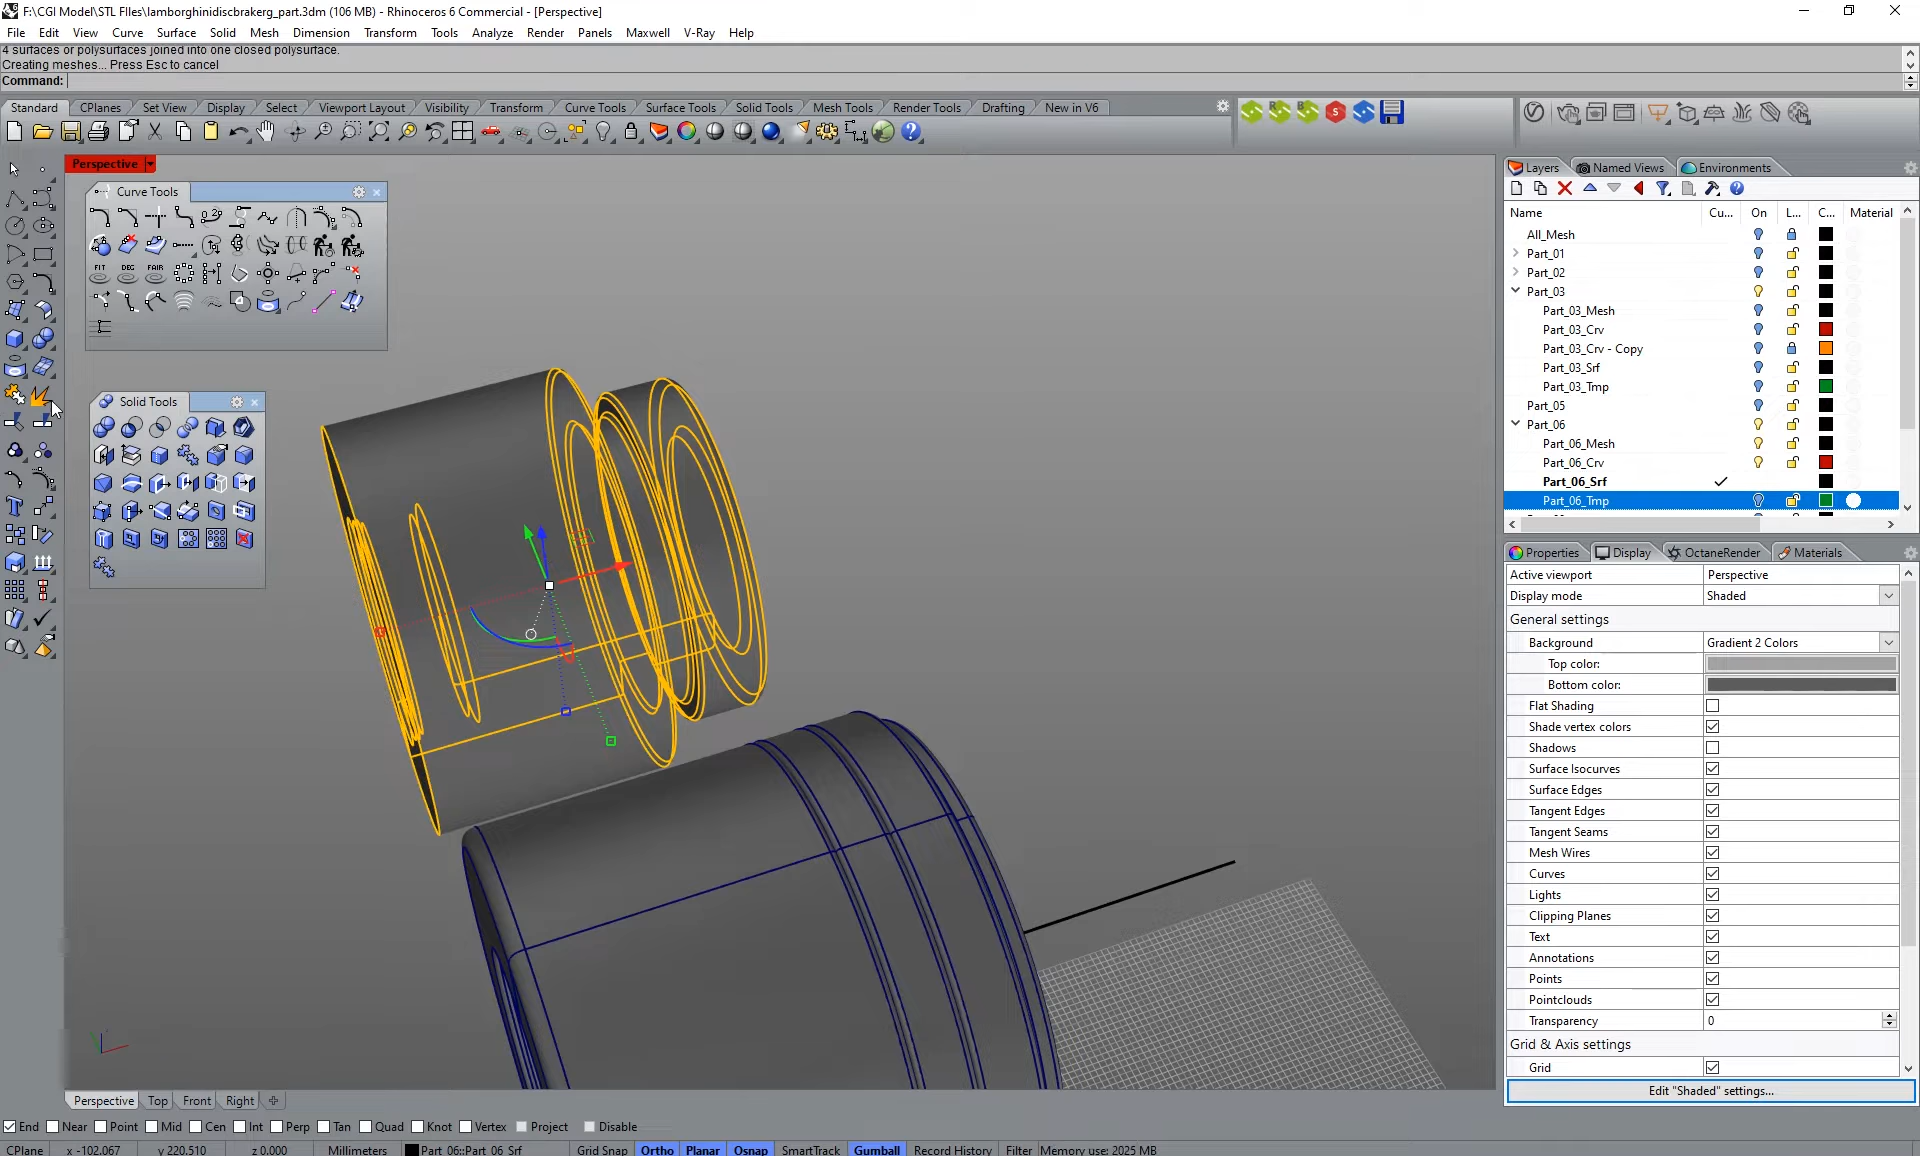 F:\CGI Model\STL FIles\lamborghinidiscbrakerg_part.3dm (106 MB) - Rhinoceros 6 Commercial - [Perspective]
File Edit View Curve Surface Solid Mesh Dimension Transform Tools Analyze Render Panels Maxwell V-Ray Help
4 surfaces or polysurfaces joined into one closed polysurface.
Creating meshes... Press Esc to cancel
Command:
Standard CPlanes Set View Display Select Viewport Layout Visibility Transform Curve Tools Surface Tools Solid Tools Mesh Tools Render Tools Drafting New in V6
Perspective
Curve Tools
FIT DEG FAIR
Solid Tools
Layers Named Views Environments
Name Cu... On L... C... Material
All_Mesh
Part_01
Part_02
Part_03
Part_03_Mesh
Part_03_Crv
Part_03_Crv - Copy
Part_03_Srf
Part_03_Tmp
Part_05
Part_06
Part_06_Mesh
Part_06_Crv
Part_06_Srf
Part_06_Tmp
Properties Display OctaneRender Materials
Active viewport Perspective
Display mode Shaded
General settings
Background Gradient 2 Colors
Top color:
Bottom color:
Flat Shading
Shade vertex colors
Shadows
Surface Isocurves
Surface Edges
Tangent Edges
Tangent Seams
Mesh Wires
Curves
Lights
Clipping Planes
Text
Annotations
Points
Pointclouds
Transparency 0
Grid & Axis settings
Grid
Edit "Shaded" settings...
Perspective Top Front Right
End Near Point Mid Cen Int Perp Tan Quad Knot Vertex Project Disable
CPlane x -102.067 y 220.510 z 0.000 Millimeters Part_06::Part_06_Srf Grid Snap Ortho Planar Osnap SmartTrack Gumball Record History Filter Memory use: 2025 MB